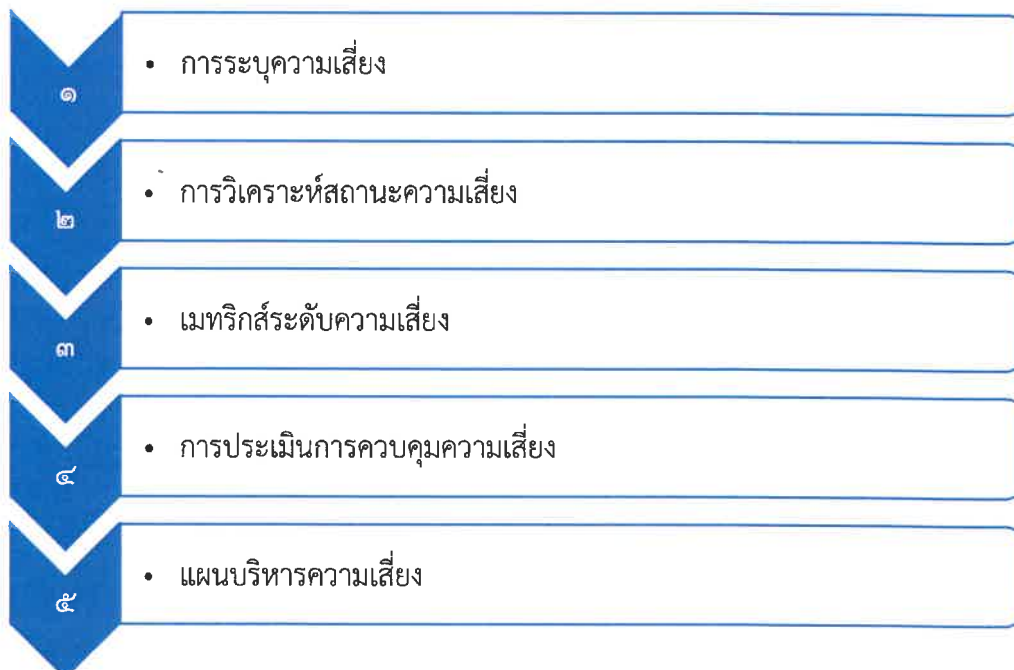 ๑
• การระบุความเสี่ยง
๒
• การวิเคราะห์สถานะความเสี่ยง
๓
• เมทริกส์ระดับความเสี่ยง
๔
• การประเมินการควบคุมความเสี่ยง
๕
• แผนบริหารความเสี่ยง